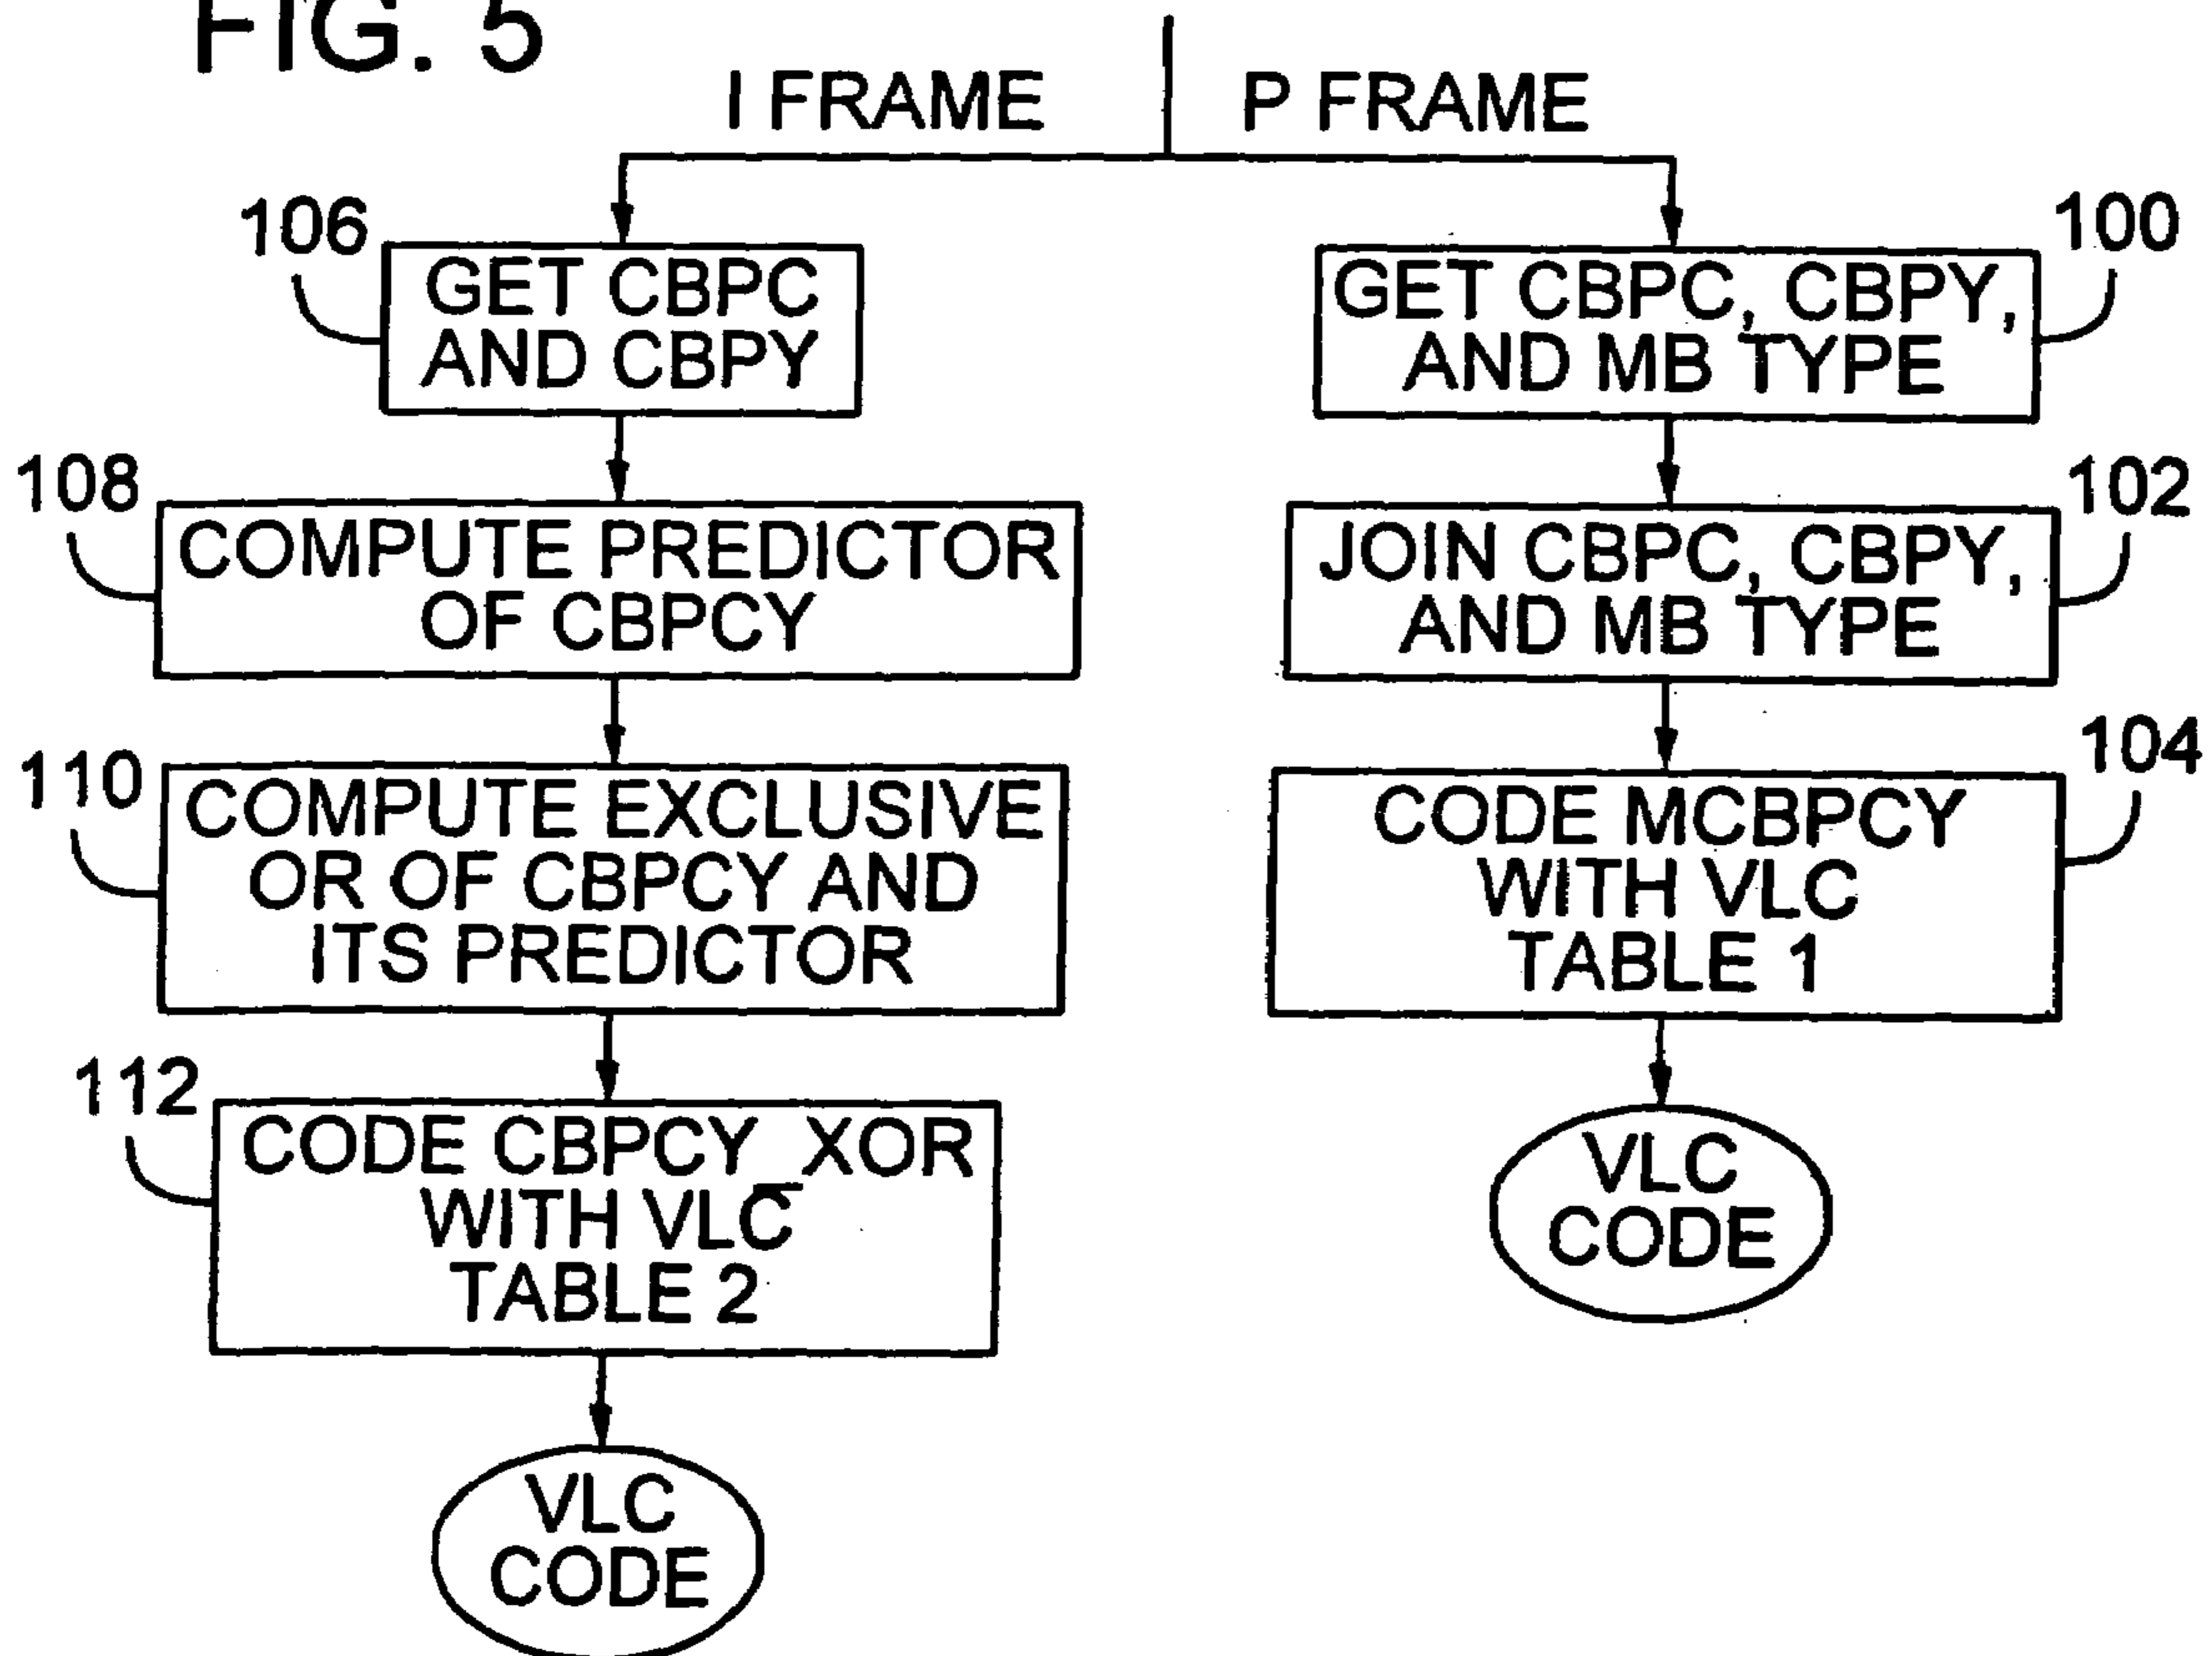 FIG. 5
I FRAME
P FRAME
106
GET CBPC
AND CBPY
108
COMPUTE PREDICTOR
OF CBPCY
110
COMPUTE EXCLUSIVE
OR OF CBPCY AND
ITS PREDICTOR
112
CODE CBPCY_XOR
WITH VLC
TABLE 2
VLC
CODE
100
GET CBPC, CBPY,
AND MB TYPE
102
JOIN CBPC, CBPY,
AND MB TYPE
104
CODE MCBPCY
WITH VLC
TABLE 1
VLC
CODE